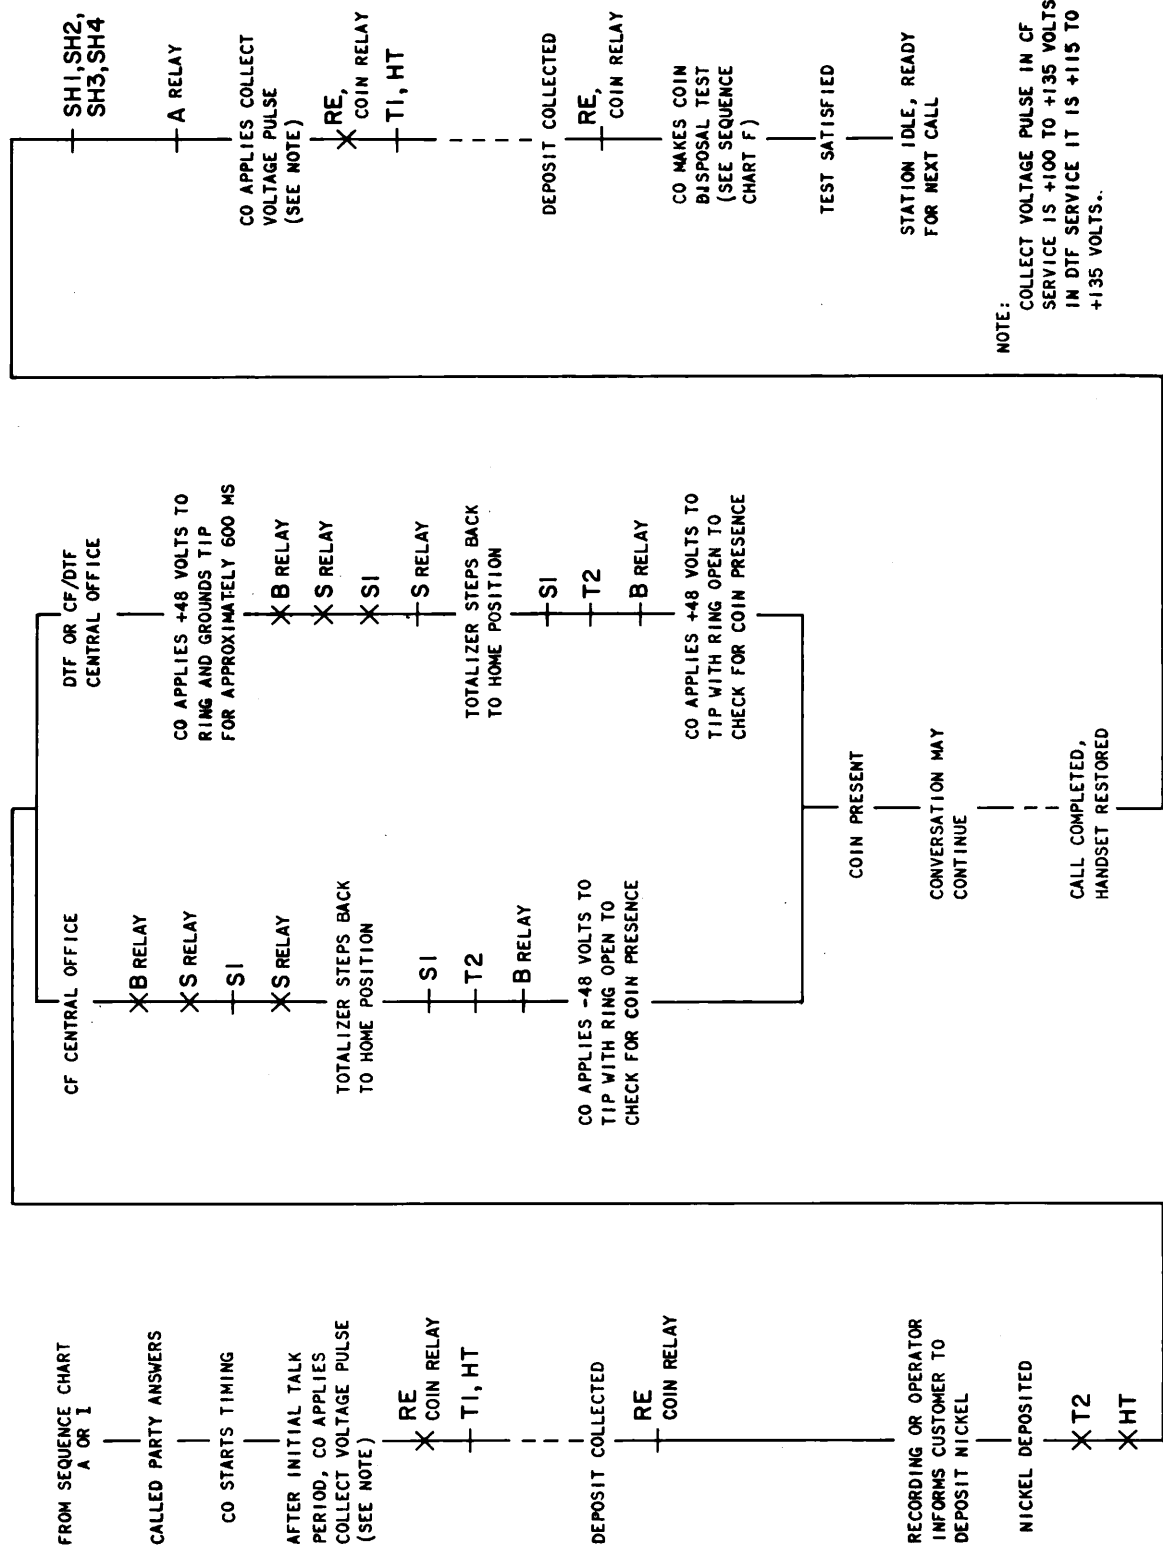 FROM SEQUENCE CHART
A OR I
CALLED PARTY ANSWERS
CO STARTS TIMING
AFTER INITIAL TALK
PERIOD, CO APPLIES
COLLECT VOLTAGE PULSE
(SEE NOTE)
RE
COIN RELAY
T1, HT
DEPOSIT COLLECTED
RE
COIN RELAY
RECORDING OR OPERATOR
INFORMS CUSTOMER TO
DEPOSIT NICKEL
NICKEL DEPOSITED
T2
HT
CF CENTRAL OFFICE
B RELAY
S RELAY
S1
S RELAY
TOTALIZER STEPS BACK
TO HOME POSITION
S1
T2
B RELAY
CO APPLIES -48 VOLTS TO
TIP WITH RING OPEN TO
CHECK FOR COIN PRESENCE
DTF OR CF/DTF
CENTRAL OFFICE
CO APPLIES +48 VOLTS TO
RING AND GROUNDS TIP
FOR APPROXIMATELY 600 MS
B RELAY
S RELAY
S1
S RELAY
TOTALIZER STEPS BACK
TO HOME POSITION
S1
T2
B RELAY
CO APPLIES +48 VOLTS TO
TIP WITH RING OPEN TO
CHECK FOR COIN PRESENCE
COIN PRESENT
CONVERSATION MAY
CONTINUE
CALL COMPLETED,
HANDSET RESTORED
SH1,SH2,
SH3,SH4
A RELAY
CO APPLIES COLLECT
VOLTAGE PULSE
(SEE NOTE)
RE,
COIN RELAY
T1, HT
DEPOSIT COLLECTED
RE,
COIN RELAY
CO MAKES COIN
DISPOSAL TEST
(SEE SEQUENCE
CHART F)
TEST SATISFIED
STATION IDLE, READY
FOR NEXT CALL
NOTE:
COLLECT VOLTAGE PULSE IN CF
SERVICE IS +100 TO +135 VOLTS
IN DTF SERVICE IT IS +115 TO
+135 VOLTS..